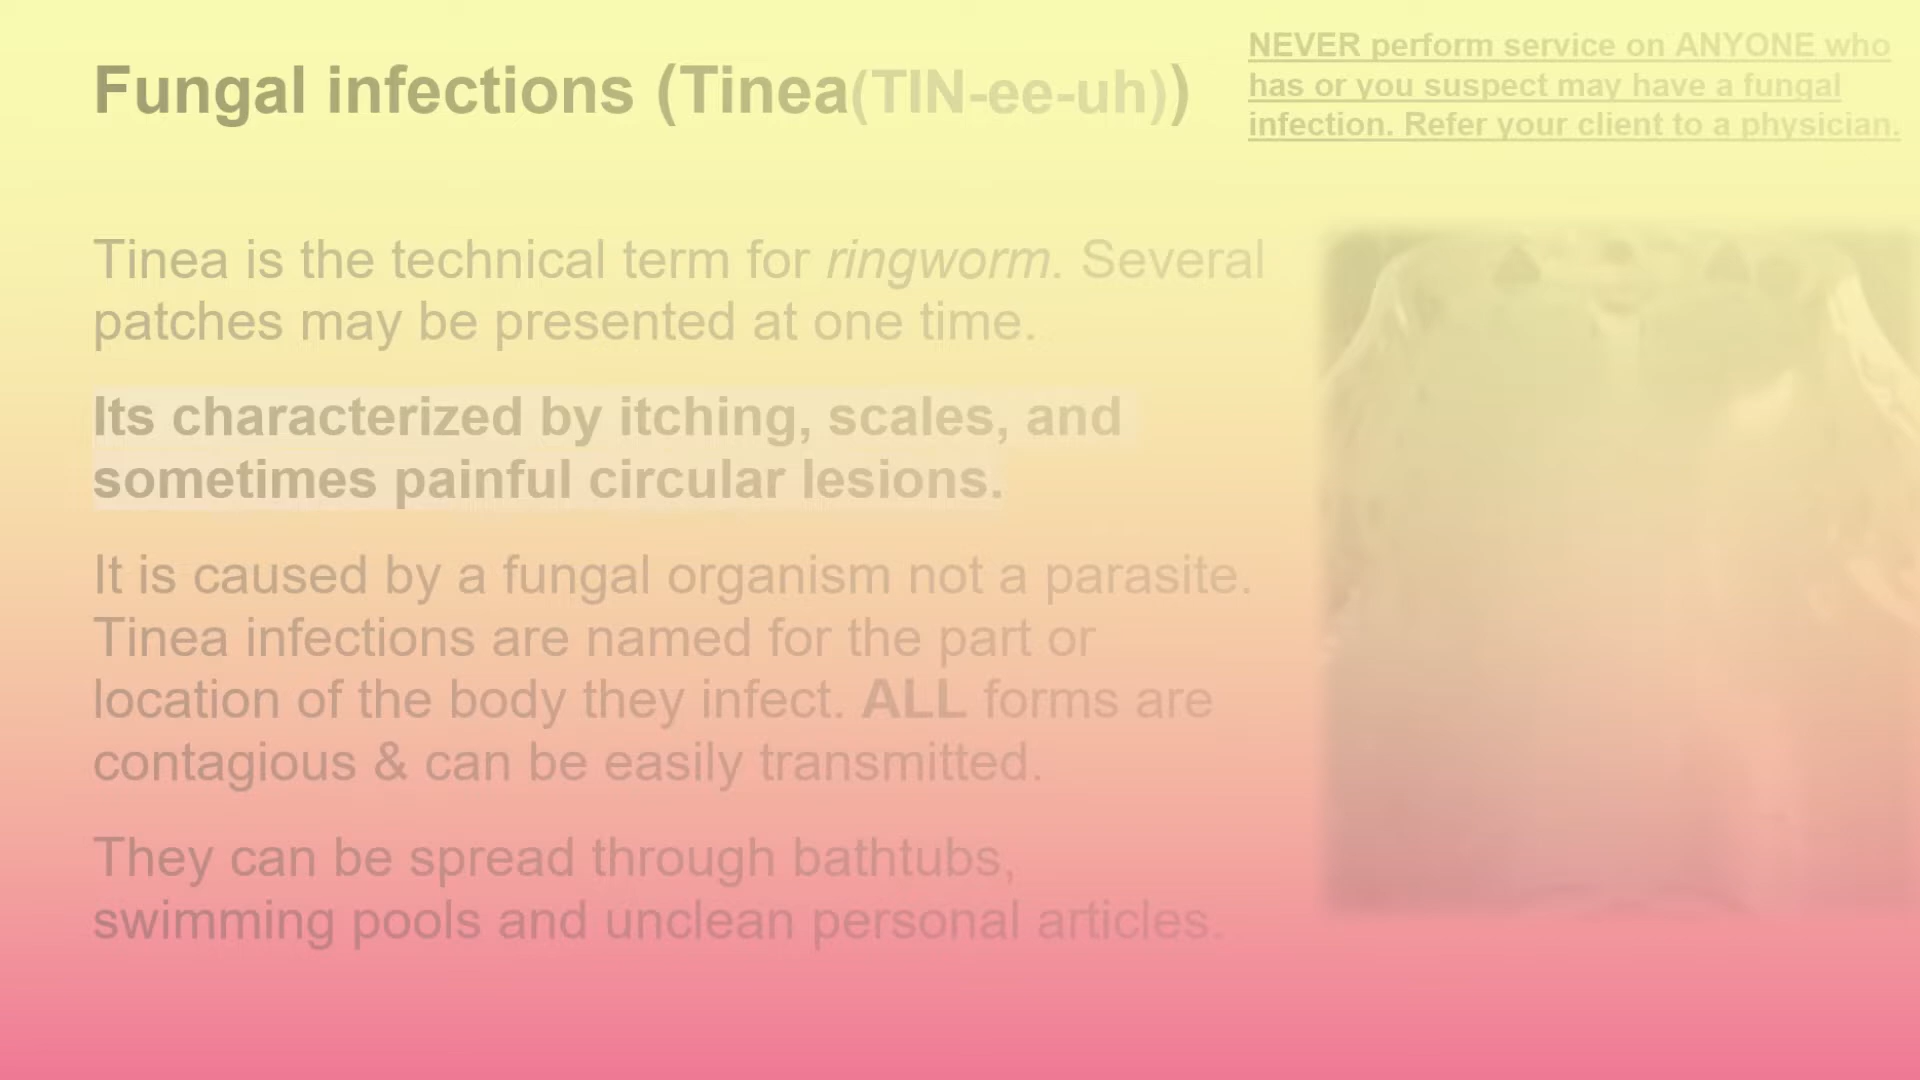 Fungal infections (Tinea(TIN-ee-uh))
NEVER perform service on ANYONE who
has or you suspect may have a fungal
infection. Refer your client to a physician.
Tinea is the technical term for ringworm. Several
patches may be presented at one time.
Its characterized by itching, scales, and
sometimes painful circular lesions.
It is caused by a fungal organism not a parasite.
Tinea infections are named for the part or
location of the body they infect. ALL forms are
contagious & can be easily transmitted.
They can be spread through bathtubs,
swimming pools and unclean personal articles.